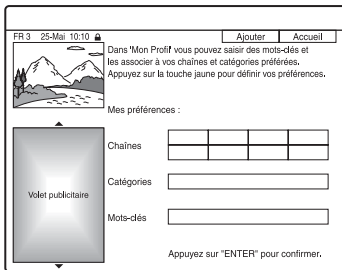 FR 3 25-Mai 10:10
Ajouter Accueil
Dans 'Mon Profil' vous pouvez saisir des mots-clés et
les associer à vos chaînes et catégories préférées.
Appuyez sur la touche jaune pour définir vos préférences.
Mes préférences :
Chaînes
Catégories
Volet publicitaire
Mots-clés
Appuyez sur "ENTER" pour confirmer.